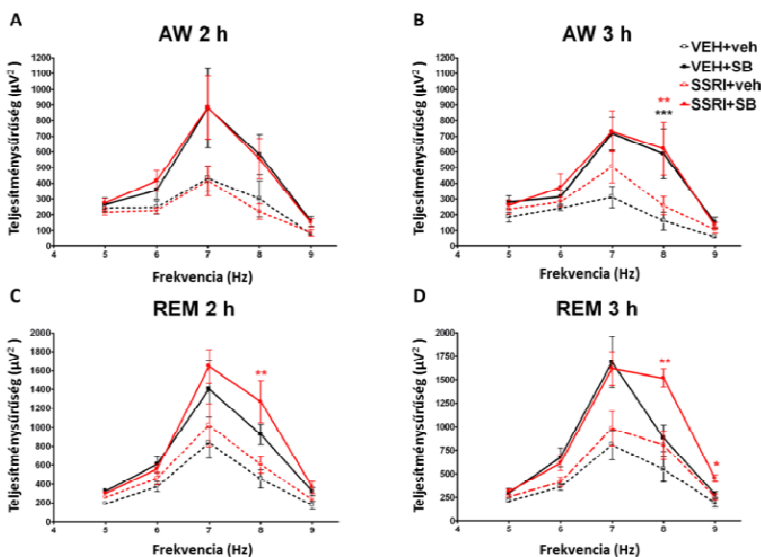 A
AW 2 h
Teljesítménysűrűség (µV²)
1200
1100
1000
900
800
700
600
500
400
300
200
100
0
4 5 6 7 8 9
Frekvencia (Hz)
B
AW 3 h
VEH+veh
VEH+SB
SSRI+veh
SSRI+SB
**
***
Teljesítménysűrűség (µV²)
1200
1100
1000
900
800
700
600
500
400
300
200
100
0
4 5 6 7 8 9
Frekvencia (Hz)
C
REM 2 h
Teljesítménysűrűség (µV²)
2000
1800
1600
1400
1200
1000
800
600
400
200
0
**
4 5 6 7 8 9
Frekvencia (Hz)
D
REM 3 h
Teljesítménysűrűség (µV²)
2000
1750
1500
1250
1000
750
500
250
0
**
*
4 5 6 7 8 9
Frekvencia (Hz)